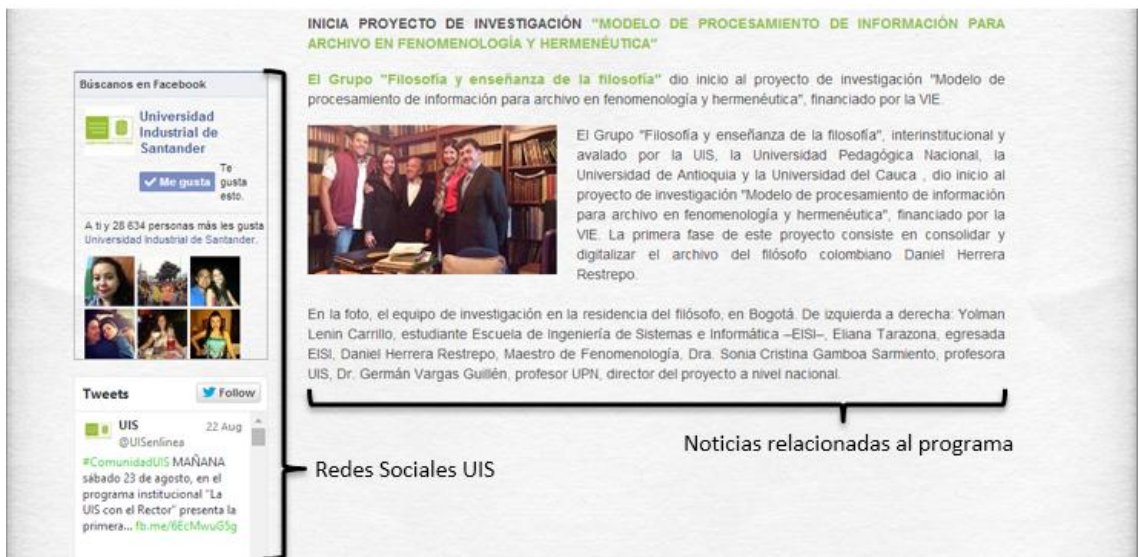 INICIA PROYECTO DE INVESTIGACIÓN "MODELO DE PROCESAMIENTO DE INFORMACIÓN PARA
ARCHIVO EN FENOMENOLOGÍA Y HERMENÉUTICA"
El Grupo "Filosofía y enseñanza de la filosofía" dio inicio al proyecto de investigación "Modelo de
procesamiento de información para archivo en fenomenología y hermenéutica", financiado por la VIE.
El Grupo "Filosofía y enseñanza de la filosofía", interinstitucional y
avalado por la UIS, la Universidad Pedagógica Nacional, la
Universidad de Antioquia y la Universidad del Cauca , dio inicio al
proyecto de investigación "Modelo de procesamiento de información
para archivo en fenomenología y hermenéutica", financiado por la
VIE. La primera fase de este proyecto consiste en consolidar y
digitalizar el archivo del filósofo colombiano Daniel Herrera
Restrepo.
En la foto, el equipo de investigación en la residencia del filósofo, en Bogotá. De izquierda a derecha: Yolman
Lenin Carrillo, estudiante Escuela de Ingeniería de Sistemas e Informática –EISI–, Eliana Tarazona, egresada
EISI, Daniel Herrera Restrepo, Maestro de Fenomenología, Dra. Sonia Cristina Gamboa Sarmiento, profesora
UIS, Dr. Germán Vargas Guillén, profesor UPN, director del proyecto a nivel nacional.
Noticias relacionadas al programa
Búscanos en Facebook
Universidad
Industrial de
Santander
Me gusta
Te
gusta
esto.
A ti y 28 634 personas más les gusta
Universidad Industrial de Santander.
Tweets
Follow
UIS 22 Aug
@UISenlinea
#ComunidadUIS MAÑANA
sábado 23 de agosto, en el
programa institucional "La
UIS con el Rector" presenta la
primera... fb.me/6EcMwuG5g
Redes Sociales UIS